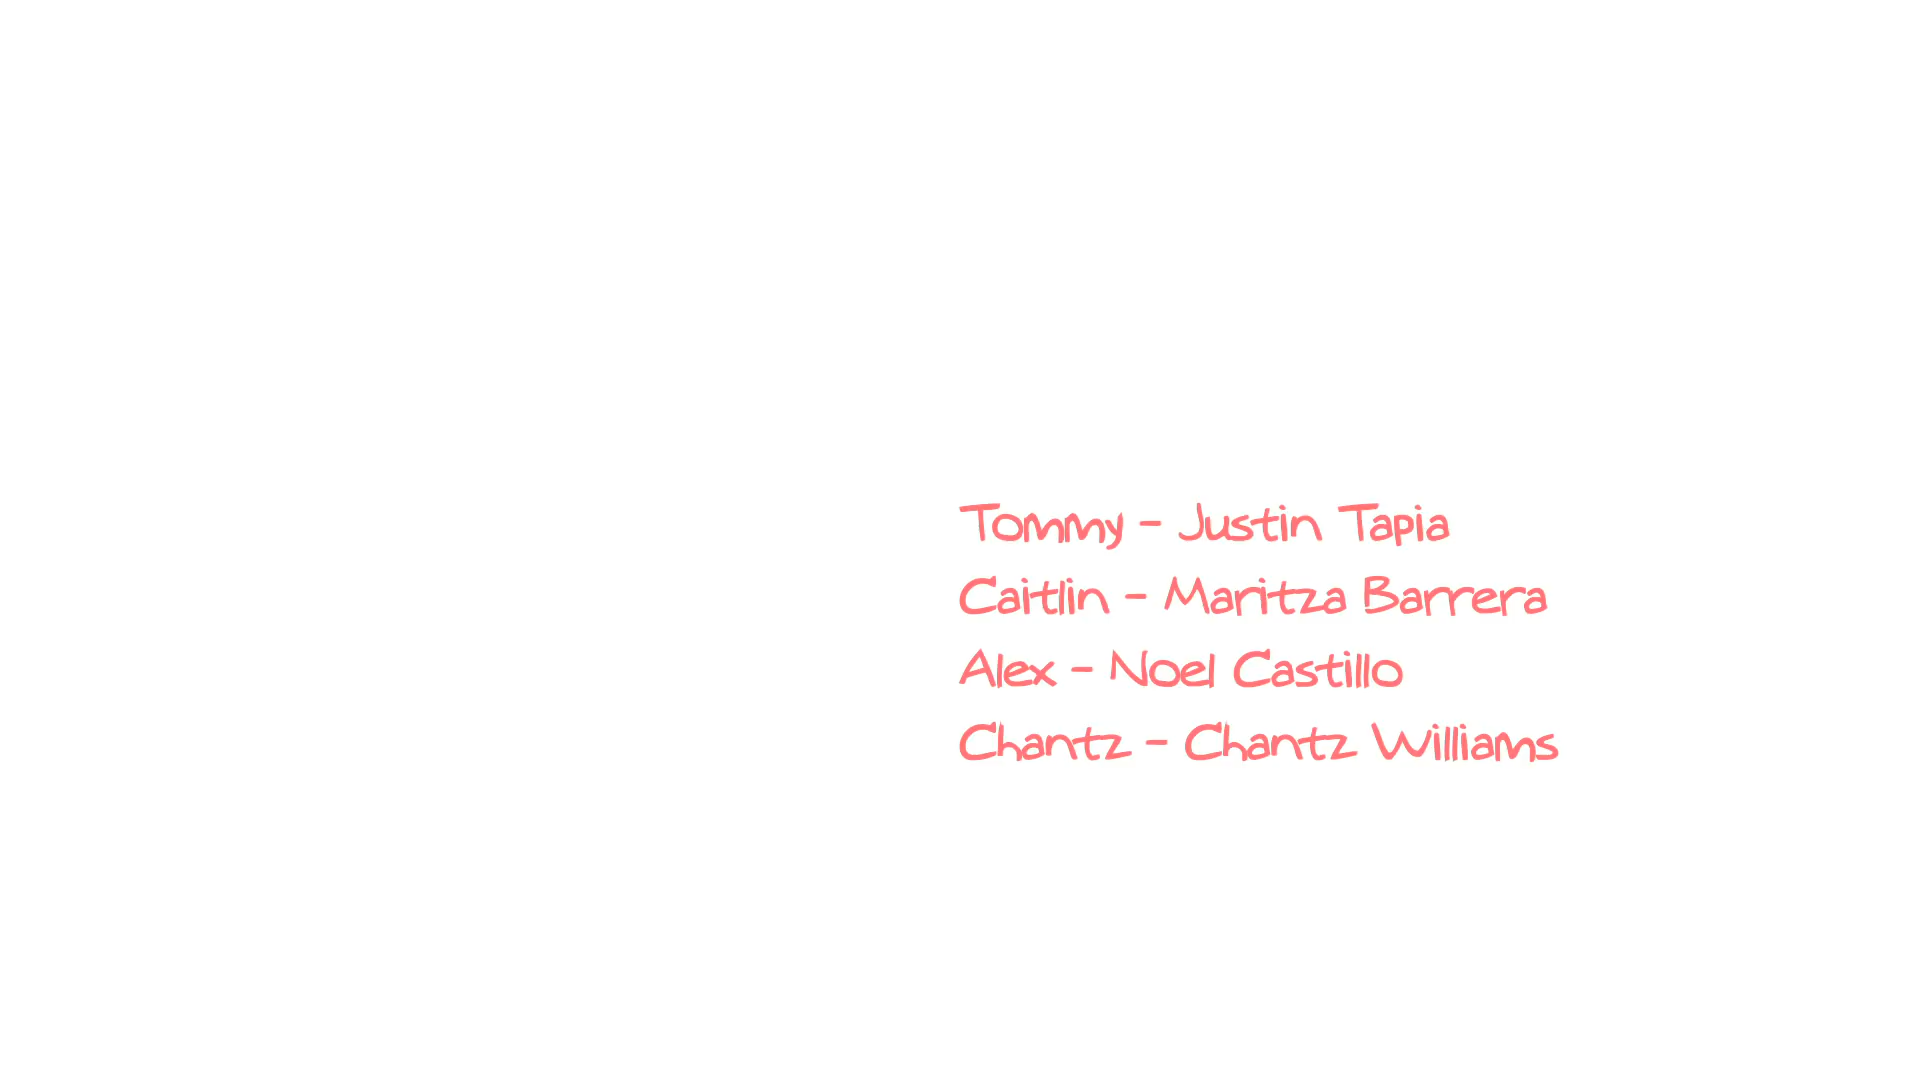 Tommy - Justin Tapia
Caitlin - Maritza Barrera
Alex - Noel Castillo
Chantz - Chantz Williams